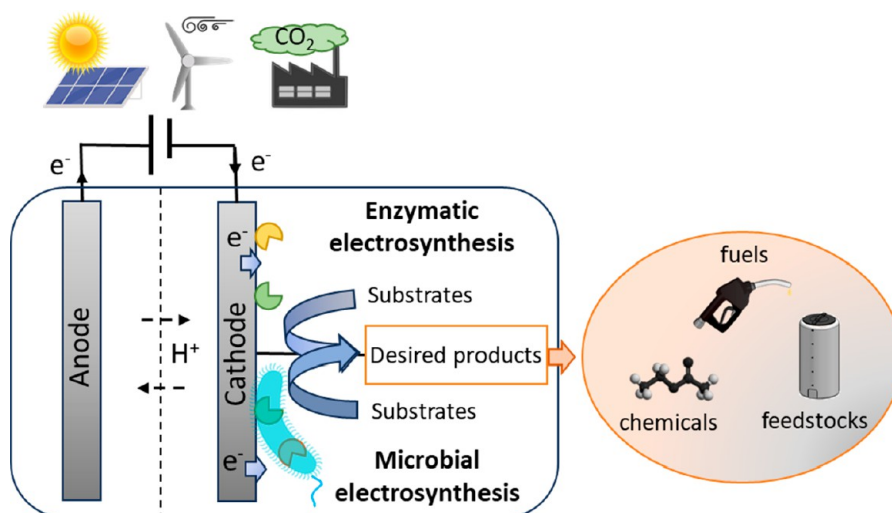 CO₂
e⁻
e⁻
Enzymatic
electrosynthesis
e⁻
Substrates
Anode
H⁺
Cathode
Desired products
Substrates
e⁻
Microbial
electrosynthesis
fuels
chemicals
feedstocks